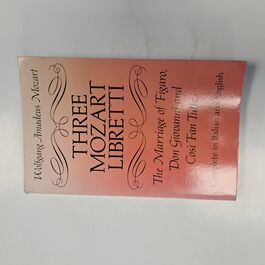 Wolfgang Amadeus Mozart
THREE
MOZART
LIBRETTI
The Marriage of Figaro,
Don Giovanni and
Così Fan Tutte
Complete in Italian and English